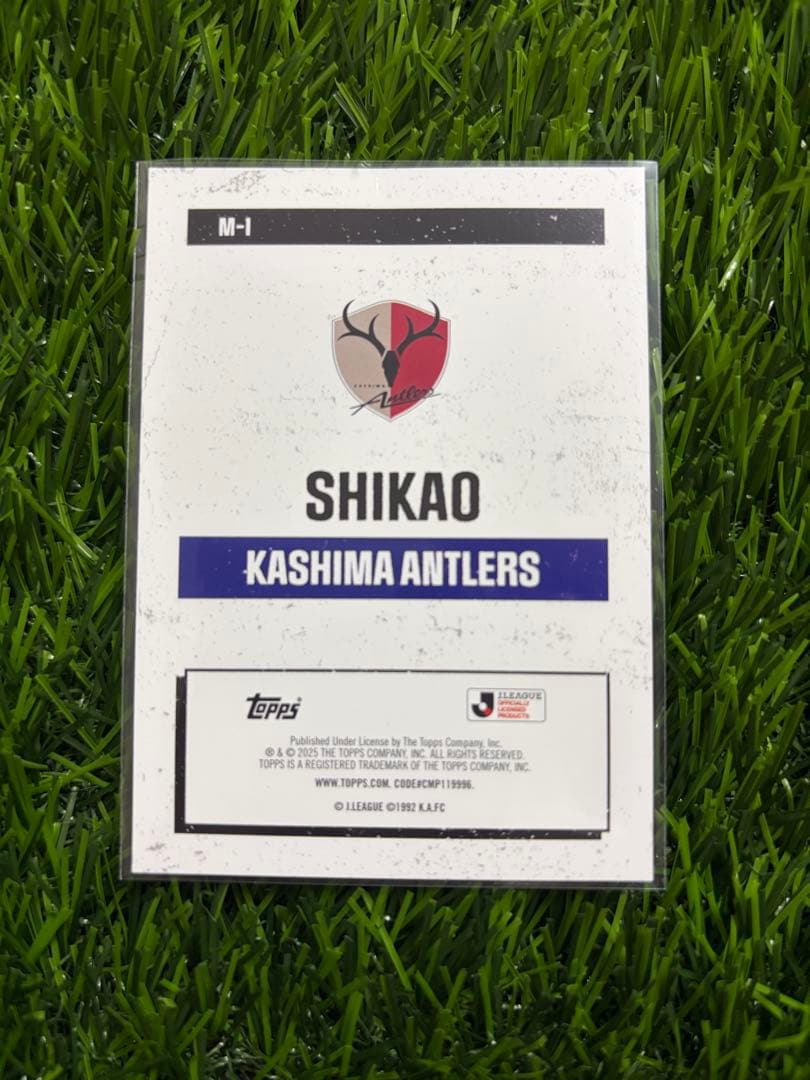 M-1
KASHIMA
Antlers
SHIKAO
KASHIMA ANTLERS
Topps®
J.LEAGUE
OFFICIALLY
LICENSED
PRODUCTS
Published Under License by The Topps Company, Inc.
® & © 2025 THE TOPPS COMPANY, INC. ALL RIGHTS RESERVED.
TOPPS IS A REGISTERED TRADEMARK OF THE TOPPS COMPANY, INC.
WWW.TOPPS.COM. CODE#CMP119996.
© J.LEAGUE ©1992 K.A.FC